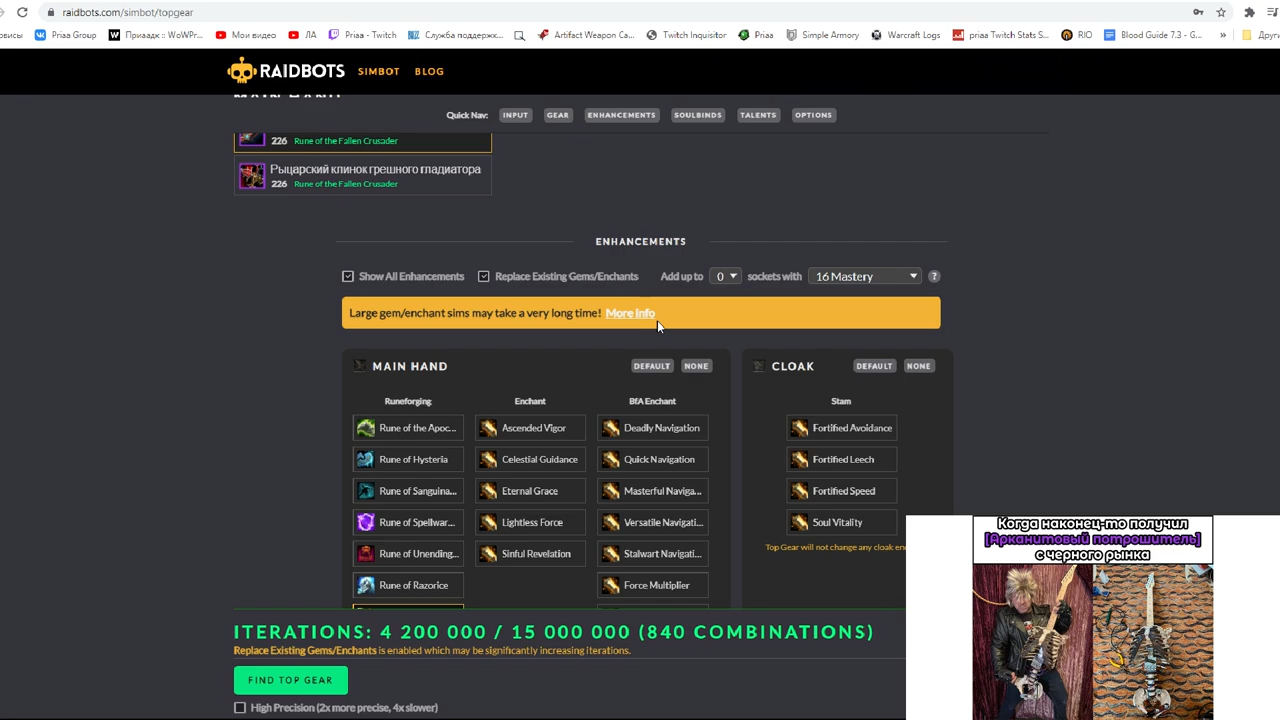 raidbots.com/simbot/topgear
Priaa Group
Приаадк :: WoWPr...
Мои видео
ЛА
Priaa - Twitch
Служба поддержк...
Artifact Weapon Ca...
Twitch Inquisitor
Priaa
Simple Armory
Warcraft Logs
priaa Twitch Stats S...
RIO
Blood Guide 7.3 - G...
»
RAIDBOTS
SIMBOT
BLOG
Quick Nav:
INPUT
GEAR
ENHANCEMENTS
SOULBINDS
TALENTS
OPTIONS
226 Rune of the Fallen Crusader
Рыцарский клинок грешного гладиатора
226 Rune of the Fallen Crusader
ENHANCEMENTS
Show All Enhancements
Replace Existing Gems/Enchants
Add up to 0 sockets with 16 Mastery ?
Large gem/enchant sims may take a very long time! More info
MAIN HAND
DEFAULT
NONE
CLOAK
DEFAULT
NONE
Runeforging
Enchant
BfA Enchant
Stam
Rune of the Apoc...
Ascended Vigor
Deadly Navigation
Fortified Avoidance
Rune of Hysteria
Celestial Guidance
Quick Navigation
Fortified Leech
Rune of Sanguina...
Eternal Grace
Masterful Naviga...
Fortified Speed
Rune of Spellwar...
Lightless Force
Versatile Navigati...
Soul Vitality
Rune of Unending...
Sinful Revelation
Stalwart Navigati...
Top Gear will not change any cloak en
Rune of Razorice
Force Multiplier
Когда наконец-то получил
[Арканитовый потрошитель]
с черного рынка
ITERATIONS: 4 200 000 / 15 000 000 (840 COMBINATIONS)
Replace Existing Gems/Enchants is enabled which may be significantly increasing iterations.
FIND TOP GEAR
High Precision (2x more precise, 4x slower)